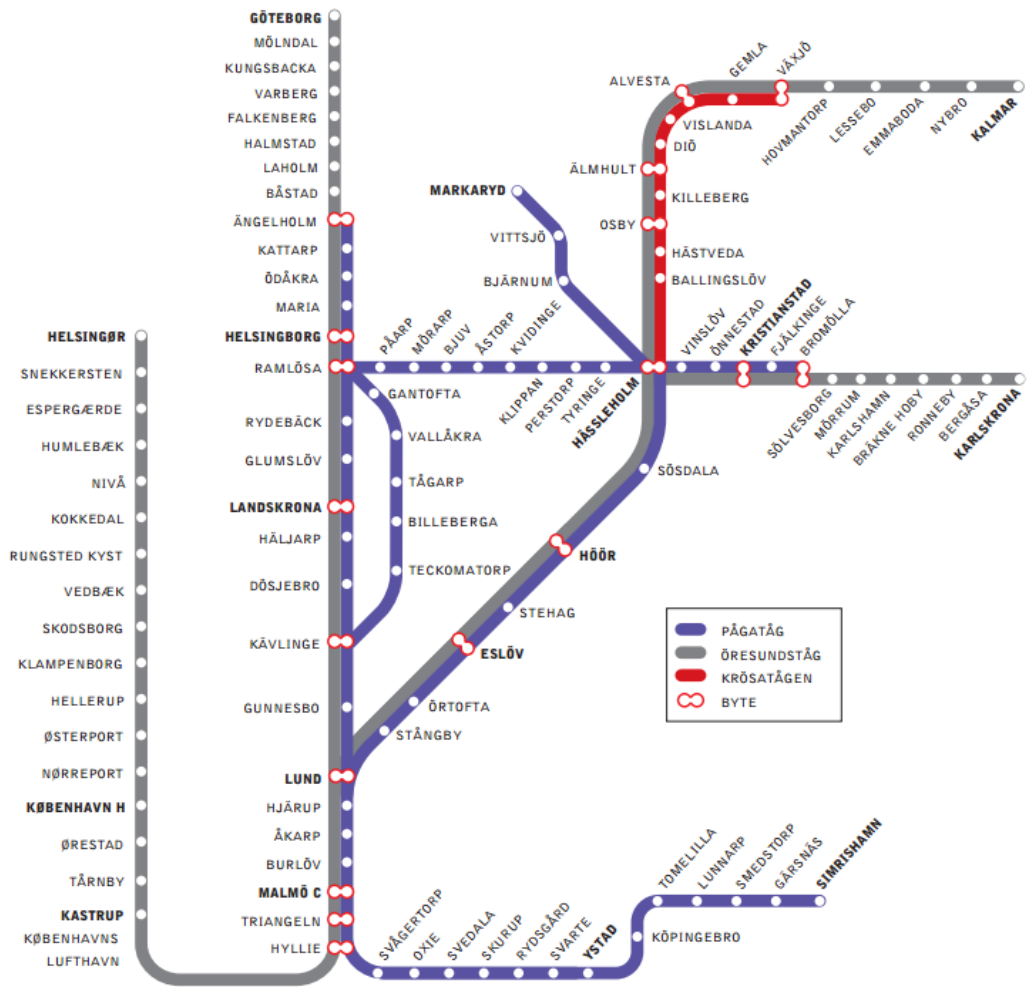 GÖTEBORG
MÖLNDAL
KUNGSBACKA
VARBERG
FALKENBERG
HALMSTAD
LAHOLM
BÅSTAD
ÄNGELHOLM
KATTARP
ÖDÅKRA
MARIA
HELSINGBORG
RAMLÖSA
RYDEBÄCK
GLUMSLÖV
LANDSKRONA
HÄLJARP
DÖSJEBRO
KÄVLINGE
GUNNESBO
LUND
HJÄRUP
ÅKARP
BURLÖV
MALMÖ C
TRIANGELN
HYLLIE
HELSINGØR
SNEKKERSTEN
ESPERGÆRDE
HUMLEBÆK
NIVÅ
KOKKEDAL
RUNGSTED KYST
VEDBÆK
SKODSBORG
KLAMPENBORG
HELLERUP
ØSTERPORT
NØRREPORT
KØBENHAVN H
ØRESTAD
TÅRNBY
KASTRUP
KØBENHAVNS
LUFTHAVN
MARKARYD
VITTSJÖ
BJÄRNUM
PÅARP
MÖRARP
BJUV
ÅSTORP
KVIDINGE
KLIPPAN
PERSTORP
TYRINGE
HÄSSLEHOLM
GANTOFTA
VALLÅKRA
TÅGARP
BILLEBERGA
TECKOMATORP
ALVESTA
GEMLA
VÄXJÖ
HOVMANTORP
LESSEBO
EMMABODA
NYBRO
KALMAR
VISLANDA
DIÖ
ÄLMHULT
KILLEBERG
OSBY
HÄSTVEDA
BALLINGSLÖV
VINSLÖV
ÖNNESTAD
KRISTIANSTAD
FJÄLKINGE
BROMÖLLA
SÖLVESBORG
MÖRRUM
KARLSHAMN
BRÄKNE HOBY
RONNEBY
BERGÅSA
KARLSKRONA
SÖSDALA
HÖÖR
STEHAG
ESLÖV
ÖRTOFTA
STÅNGBY
PÅGATÅG
ÖRESUNDSTÅG
KRÖSATÅGEN
BYTE
SVÅGERTORP
OXIE
SVEDALA
SKURUP
RYDSGÅRD
SVARTE
YSTAD
KÖPINGEBRO
TOMELILLA
LUNNARP
SMEDSTORP
GÄRSNÄS
SIMRISHAMN